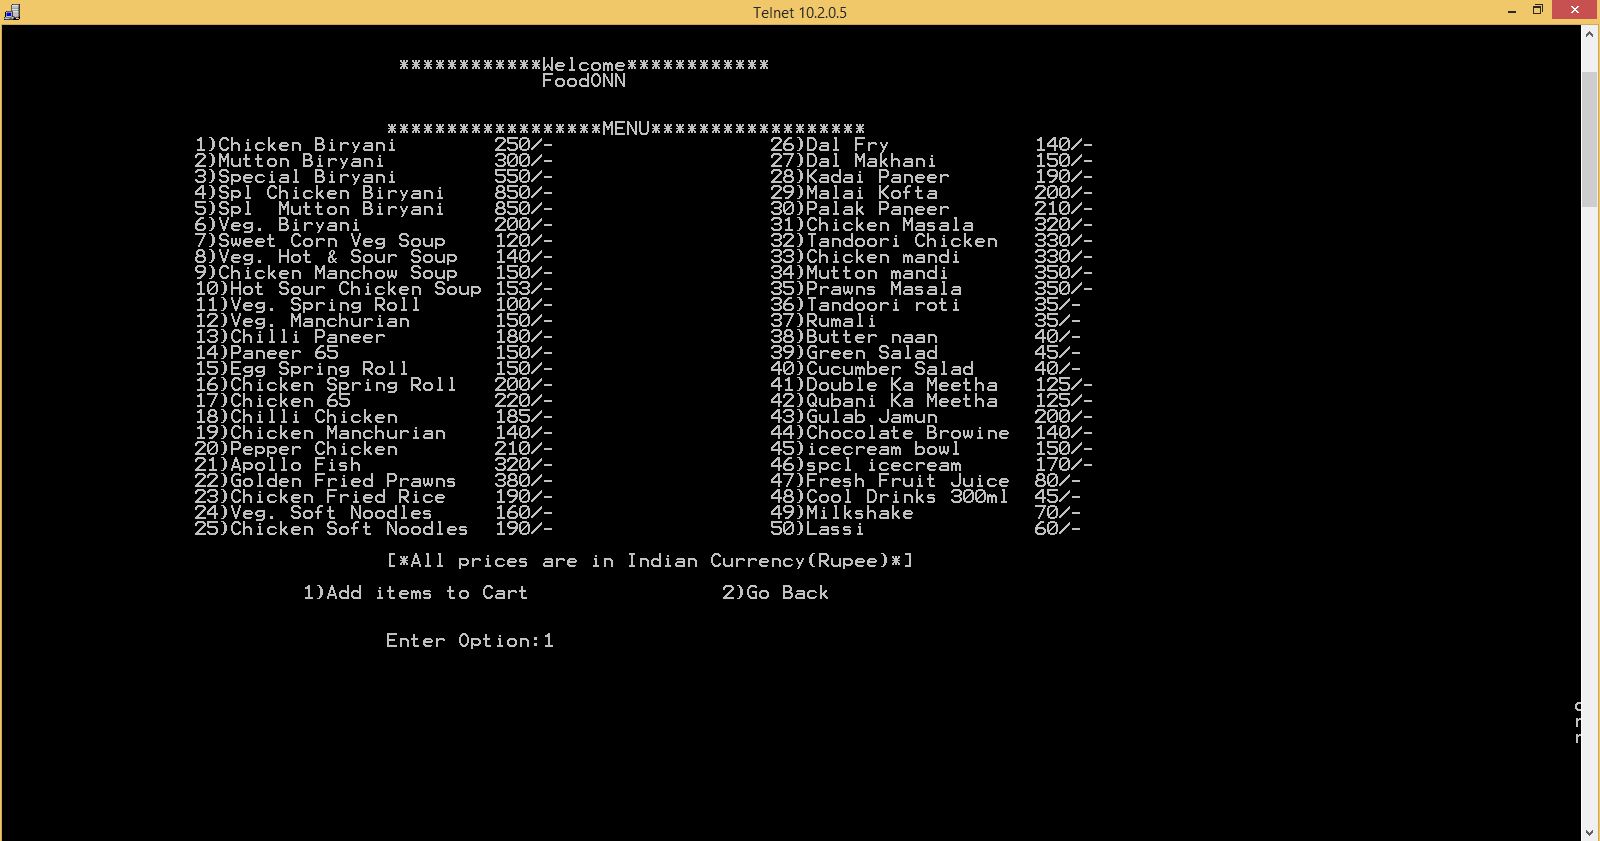 Telnet 10.2.0.5
************Welcome************
FoodONN
******************MENU******************
1)Chicken Biryani 250/- 26)Dal Fry 140/-
2)Mutton Biryani 300/- 27)Dal Makhani 150/-
3)Special Biryani 550/- 28)Kadai Paneer 190/-
4)Spl Chicken Biryani 850/- 29)Malai Kofta 200/-
5)Spl  Mutton Biryani 850/- 30)Palak Paneer 210/-
6)Veg. Biryani 200/- 31)Chicken Masala 320/-
7)Sweet Corn Veg Soup 120/- 32)Tandoori Chicken 330/-
8)Veg. Hot & Sour Soup 140/- 33)Chicken mandi 330/-
9)Chicken Manchow Soup 150/- 34)Mutton mandi 350/-
10)Hot Sour Chicken Soup 153/- 35)Prawns Masala 350/-
11)Veg. Spring Roll 100/- 36)Tandoori roti 35/-
12)Veg. Manchurian 150/- 37)Rumali 35/-
13)Chilli Paneer 180/- 38)Butter naan 40/-
14)Paneer 65 150/- 39)Green Salad 45/-
15)Egg Spring Roll 150/- 40)Cucumber Salad 40/-
16)Chicken Spring Roll 200/- 41)Double Ka Meetha 125/-
17)Chicken 65 220/- 42)Qubani Ka Meetha 125/-
18)Chilli Chicken 185/- 43)Gulab Jamun 200/-
19)Chicken Manchurian 140/- 44)Chocolate Browine 140/-
20)Pepper Chicken 210/- 45)icecream bowl 150/-
21)Apollo Fish 320/- 46)spcl icecream 170/-
22)Golden Fried Prawns 380/- 47)Fresh Fruit Juice 80/-
23)Chicken Fried Rice 190/- 48)Cool Drinks 300ml 45/-
24)Veg. Soft Noodles 160/- 49)Milkshake 70/-
25)Chicken Soft Noodles 190/- 50)Lassi 60/-
[*All prices are in Indian Currency(Rupee)*]
1)Add items to Cart 2)Go Back
Enter Option:1